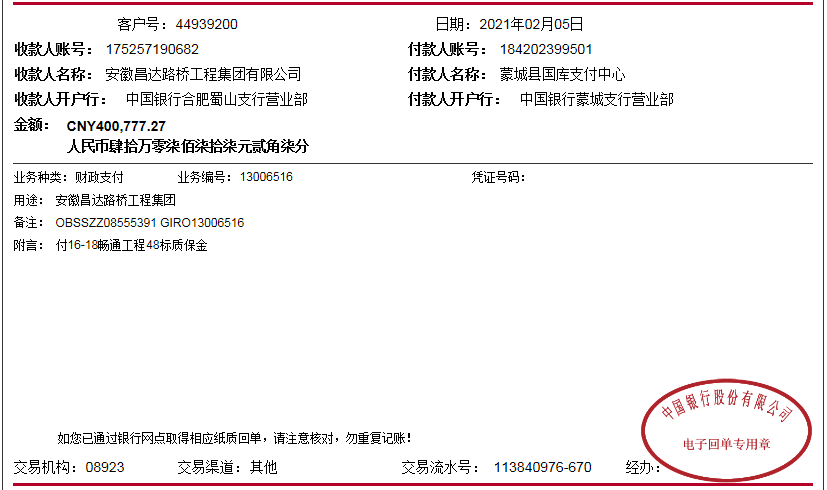 客户号：44939200 日期：2021年02月05日
收款人账号：175257190682 付款人账号：184202399501
收款人名称：安徽昌达路桥工程集团有限公司 付款人名称：蒙城县国库支付中心
收款人开户行：中国银行合肥蜀山支行营业部 付款人开户行：中国银行蒙城支行营业部
金额：CNY400,777.27
人民币肆拾万零柒佰柒拾柒元贰角柒分
业务种类：财政支付 业务编号：13006516 凭证号码：
用途：安徽昌达路桥工程集团
备注：OBSSZZ08555391 GIRO13006516
附言：付16-18畅通工程48标质保金
中国银行股份有限公司
电子回单专用章
如您已通过银行网点取得相应纸质回单，请注意核对，勿重复记账！
交易机构：08923 交易渠道：其他 交易流水号：113840976-670 经办：